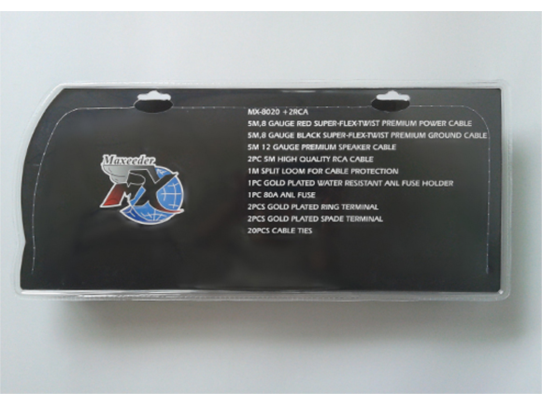 MX-8020 +2RCA
5M,8 GAUGE RED SUPER-FLEX-TWIST PREMIUM POWER CABLE
5M,8 GAUGE BLACK SUPER-FLEX-TWIST PREMIUM GROUND CABLE
5M 12 GAUGE PREMIUM SPEAKER CABLE
2PC 5M HIGH QUALITY RCA CABLE
1M SPLIT LOOM FOR CABLE PROTECTION
1PC GOLD PLATED WATER RESISTANT ANL FUSE HOLDER
1PC 80A ANL FUSE
2PCS GOLD PLATED RING TERMINAL
2PCS GOLD PLATED SPADE TERMINAL
20PCS CABLE TIES
Maxeeder
MX